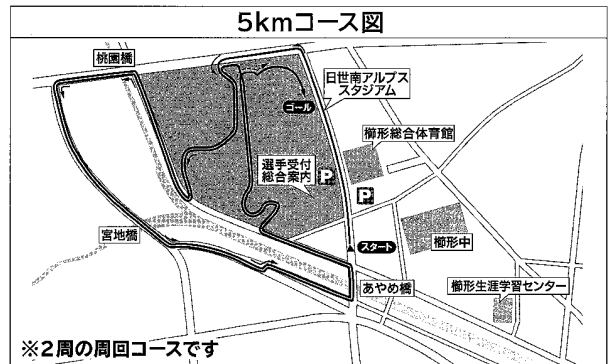 5kmコース図
桃園橋
日世南アルプス
スタジアム
ゴール
櫛形総合体育館
選手受付
総合案内
P
P
宮地橋
スタート
櫛形中
あやめ橋
櫛形生涯学習センター
※2周の周回コースです